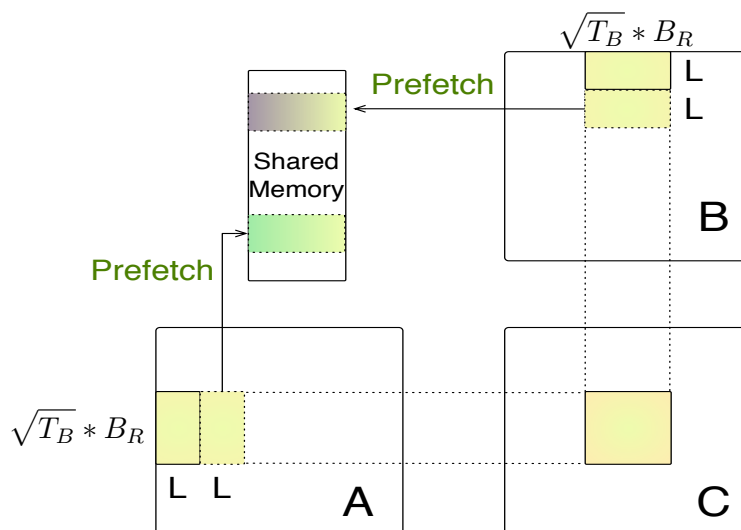 √T_B * B_R
Prefetch
L
L
Shared
Memory
B
Prefetch
√T_B * B_R
L L
A
C